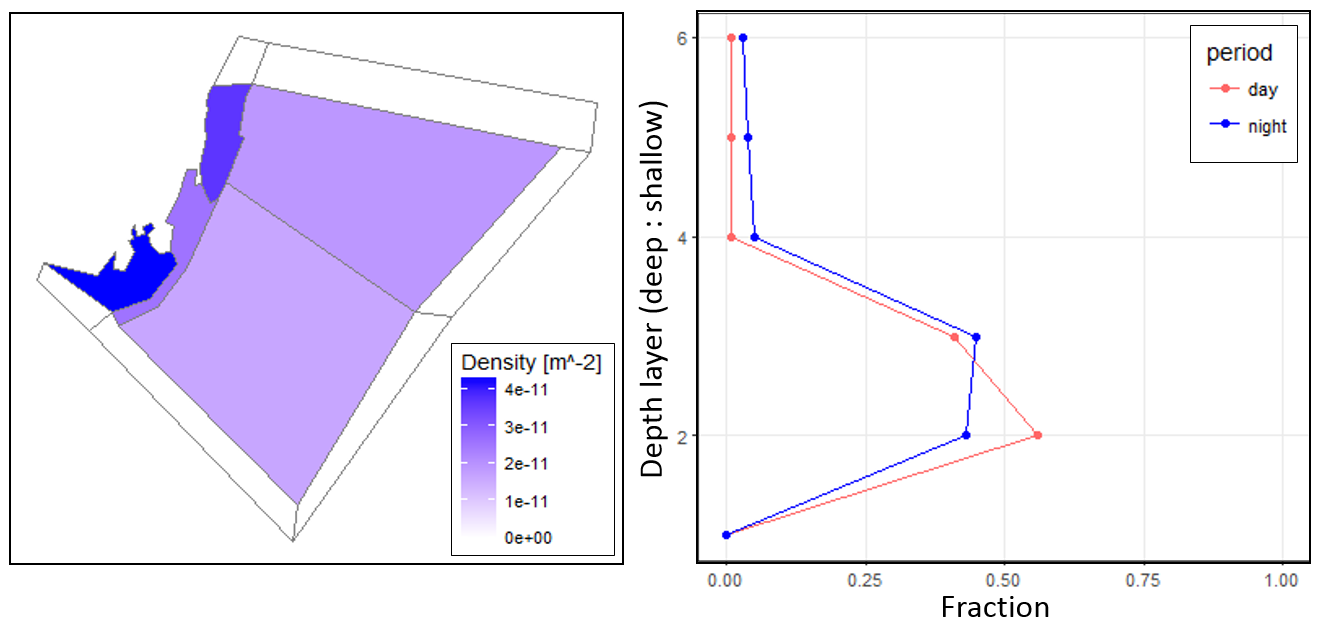 Density [m^-2]
4e-11
3e-11
2e-11
1e-11
0e+00
Depth layer (deep : shallow)
6
4
2
period
day
night
0.00 0.25 0.50 0.75 1.00
Fraction